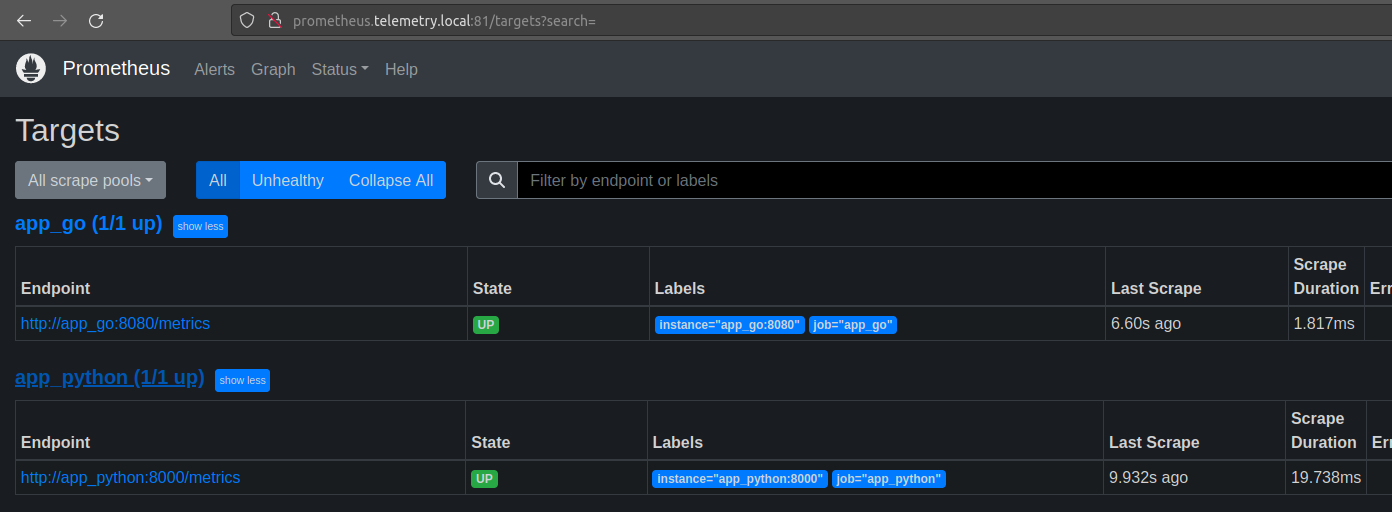 prometheus.telemetry.local:81/targets?search=
Prometheus Alerts Graph Status Help
Targets
All scrape pools All Unhealthy Collapse All Filter by endpoint or labels
app_go (1/1 up) show less
Endpoint State Labels Last Scrape Scrape Duration Err
http://app_go:8080/metrics UP instance="app_go:8080" job="app_go" 6.60s ago 1.817ms
app_python (1/1 up) show less
Endpoint State Labels Last Scrape Scrape Duration Err
http://app_python:8000/metrics UP instance="app_python:8000" job="app_python" 9.932s ago 19.738ms